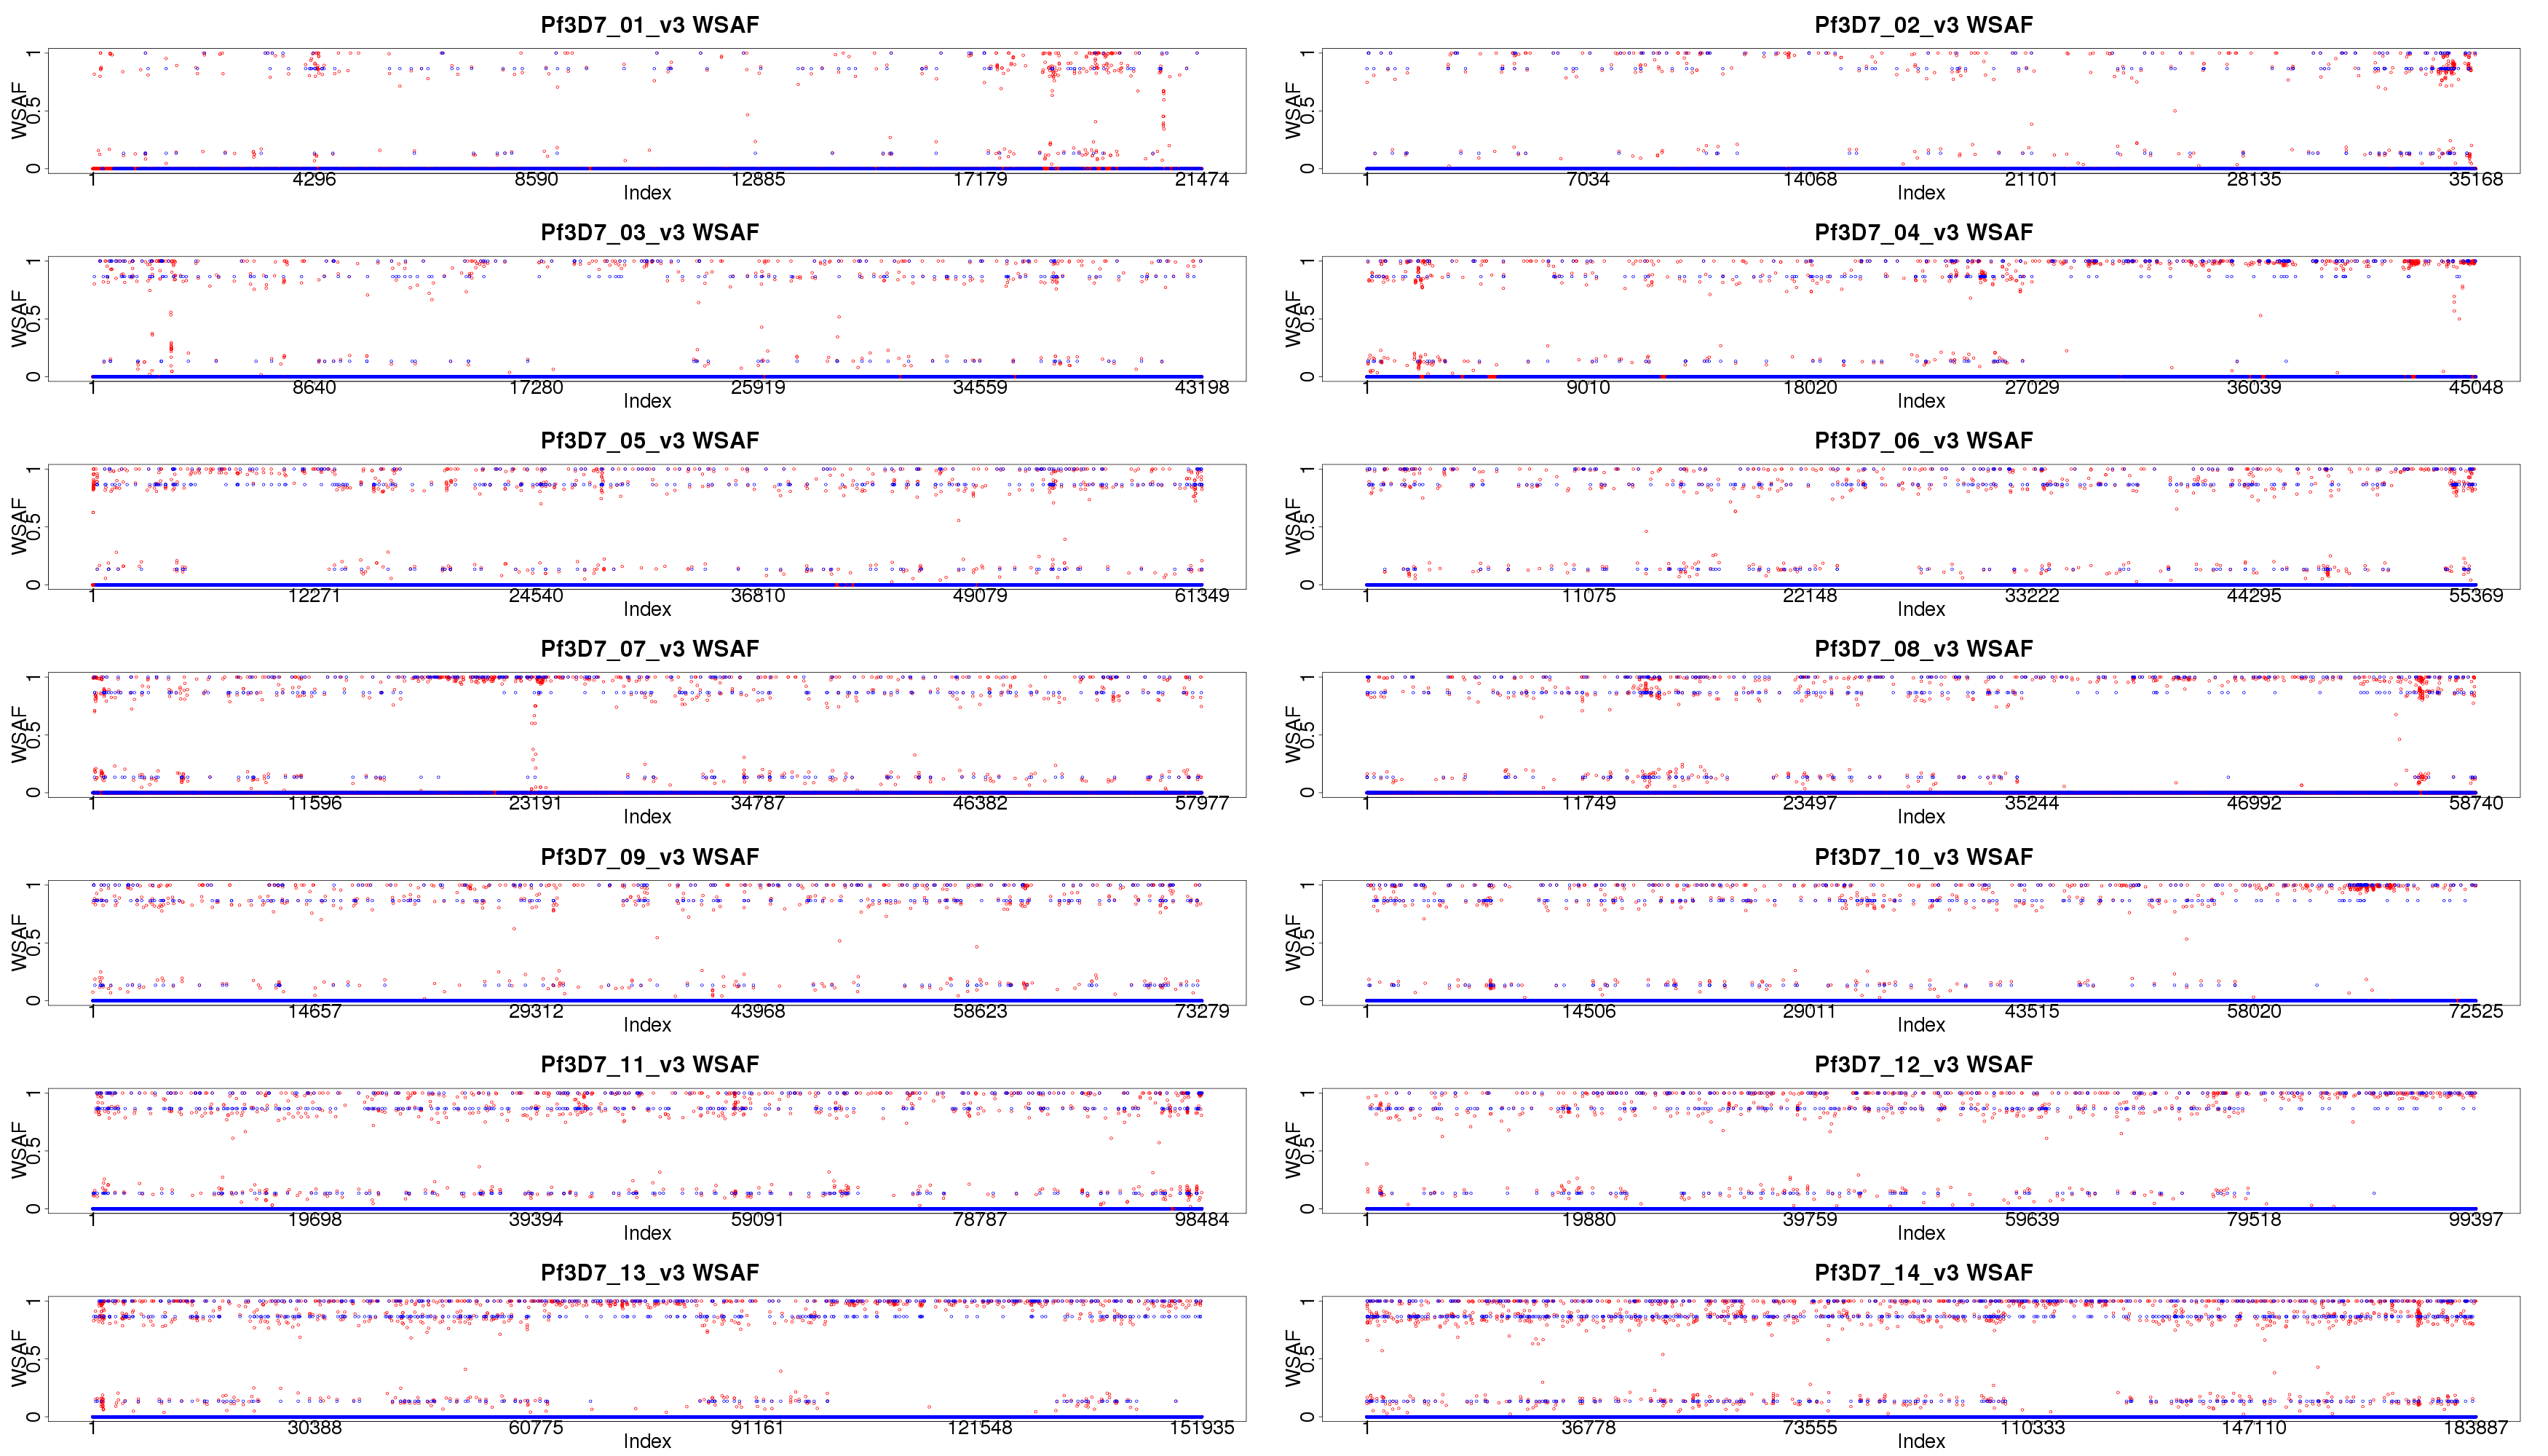 Pf3D7_01_v3 WSAF
WSAF
0 0.5 1
1 4296 8590 12885 17179 21474
Index
Pf3D7_02_v3 WSAF
WSAF
0 0.5 1
1 7034 14068 21101 28135 35168
Index
Pf3D7_03_v3 WSAF
WSAF
0 0.5 1
1 8640 17280 25919 34559 43198
Index
Pf3D7_04_v3 WSAF
WSAF
0 0.5 1
1 9010 18020 27029 36039 45048
Index
Pf3D7_05_v3 WSAF
WSAF
0 0.5 1
1 12271 24540 36810 49079 61349
Index
Pf3D7_06_v3 WSAF
WSAF
0 0.5 1
1 11075 22148 33222 44295 55369
Index
Pf3D7_07_v3 WSAF
WSAF
0 0.5 1
1 11596 23191 34787 46382 57977
Index
Pf3D7_08_v3 WSAF
WSAF
0 0.5 1
1 11749 23497 35244 46992 58740
Index
Pf3D7_09_v3 WSAF
WSAF
0 0.5 1
1 14657 29312 43968 58623 73279
Index
Pf3D7_10_v3 WSAF
WSAF
0 0.5 1
1 14506 29011 43515 58020 72525
Index
Pf3D7_11_v3 WSAF
WSAF
0 0.5 1
1 19698 39394 59091 78787 98484
Index
Pf3D7_12_v3 WSAF
WSAF
0 0.5 1
1 19880 39759 59639 79518 99397
Index
Pf3D7_13_v3 WSAF
WSAF
0 0.5 1
1 30388 60775 91161 121548 151935
Index
Pf3D7_14_v3 WSAF
WSAF
0 0.5 1
1 36778 73555 110333 147110 183887
Index